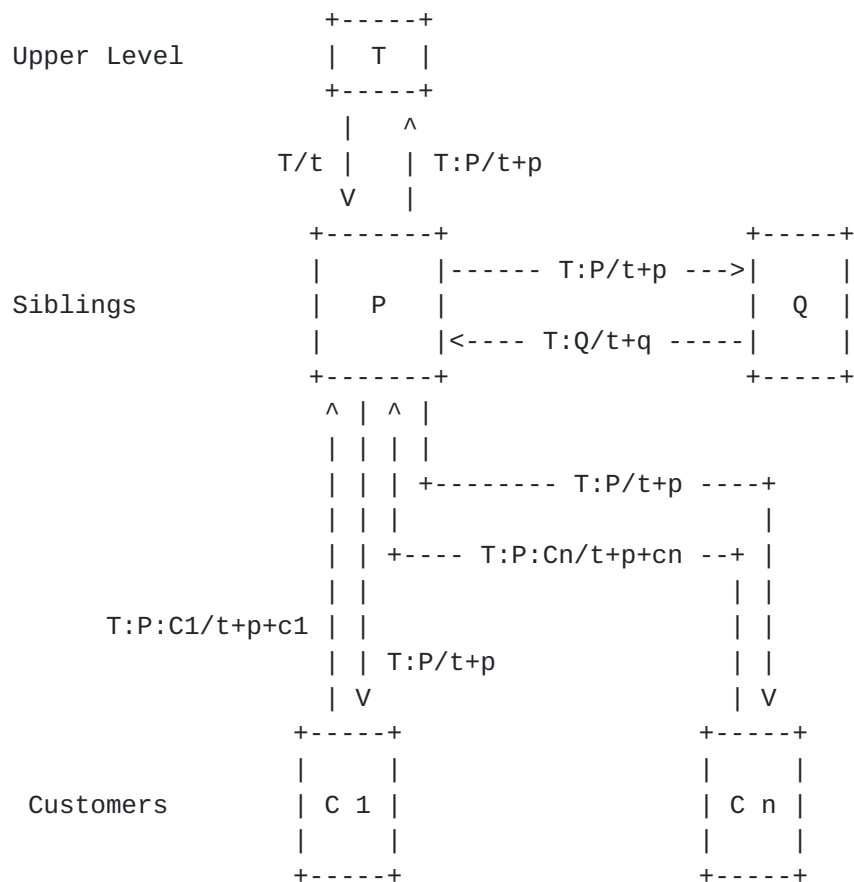 T
Upper Level
T/t
T:P/t+p
T:P/t+p
Siblings
P
Q
T:Q/t+q
T:P/t+p
T:P:Cn/t+p+cn
T:P:C1/t+p+c1
T:P/t+p
Customers
C 1
C n